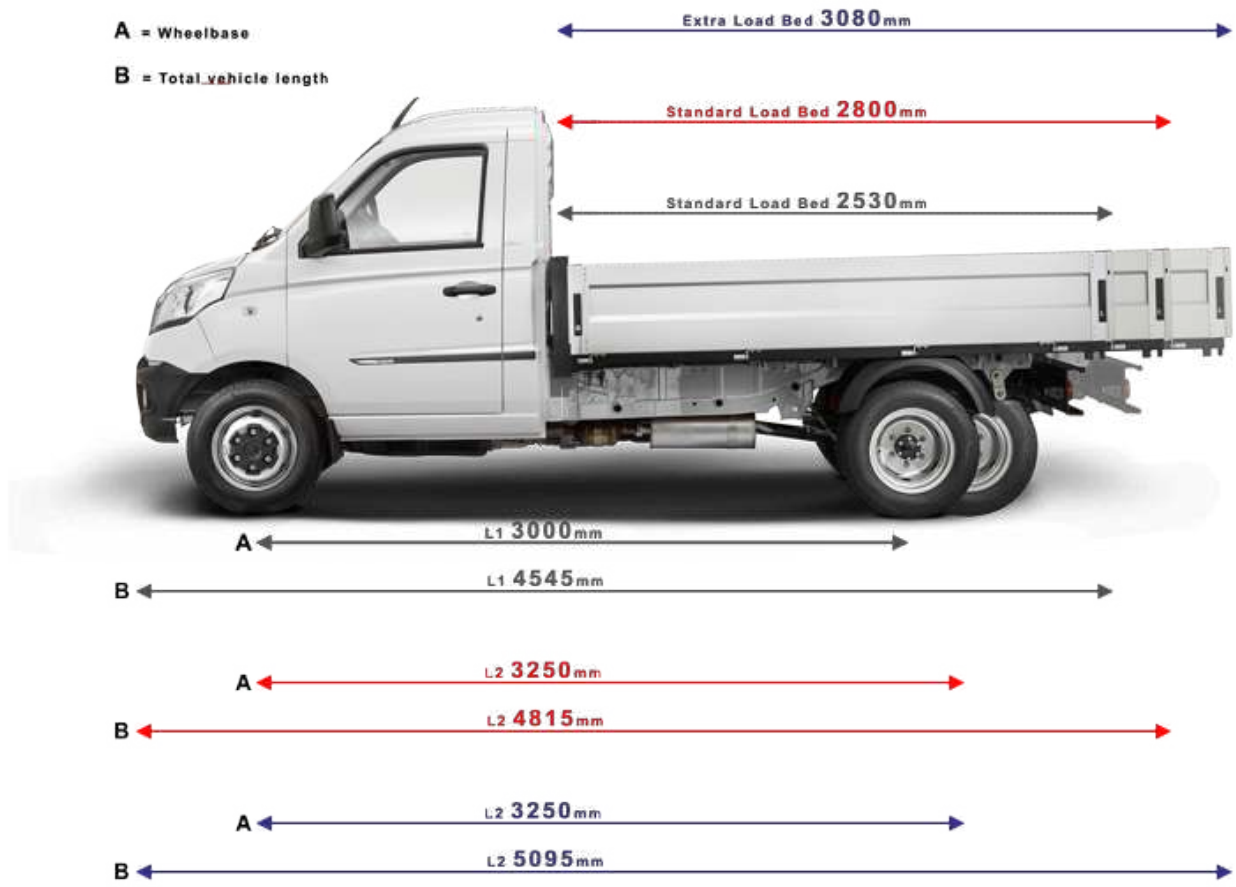 A = Wheelbase
Extra Load Bed 3080mm
B = Total vehicle length
Standard Load Bed 2800mm
Standard Load Bed 2530mm
A L1 3000mm
B L1 4545mm
A L2 3250mm
B L2 4815mm
A L2 3250mm
B L2 5095mm